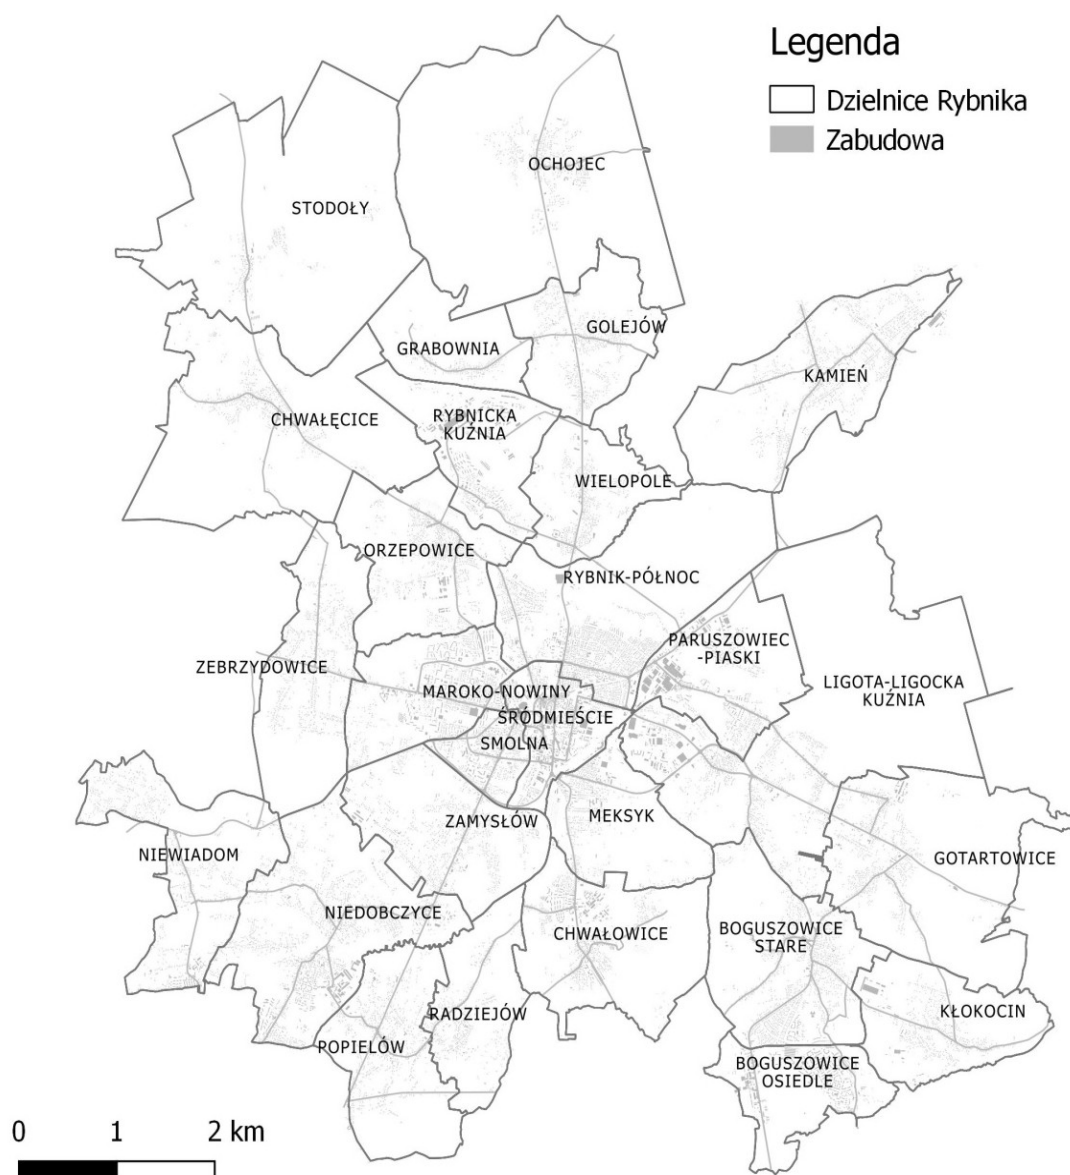 Legenda
Dzielnice Rybnika
Zabudowa
OCHOJEC
STODOŁY
GOLEJÓW
GRABOWNIA
KAMIEŃ
CHWAŁĘCICE
RYBNICKA
KUŹNIA
WIELOPOLE
ORZEPOWICE
RYBNIK-PÓŁNOC
PARUSZOWIEC
-PIASKI
ZEBRZYDOWICE
LIGOTA-LIGOCKA
KUŹNIA
MAROKO-NOWINY
ŚRÓDMIEŚCIE
SMOLNA
ZAMYSŁÓW
MEKSYK
NIEWIADOM
GOTARTOWICE
NIEDOBCZYCE
CHWAŁOWICE
BOGUSZOWICE
STARE
RADZIEJÓW
KŁOKOCIN
POPIELÓW
BOGUSZOWICE
OSIEDLE
0 1 2 km